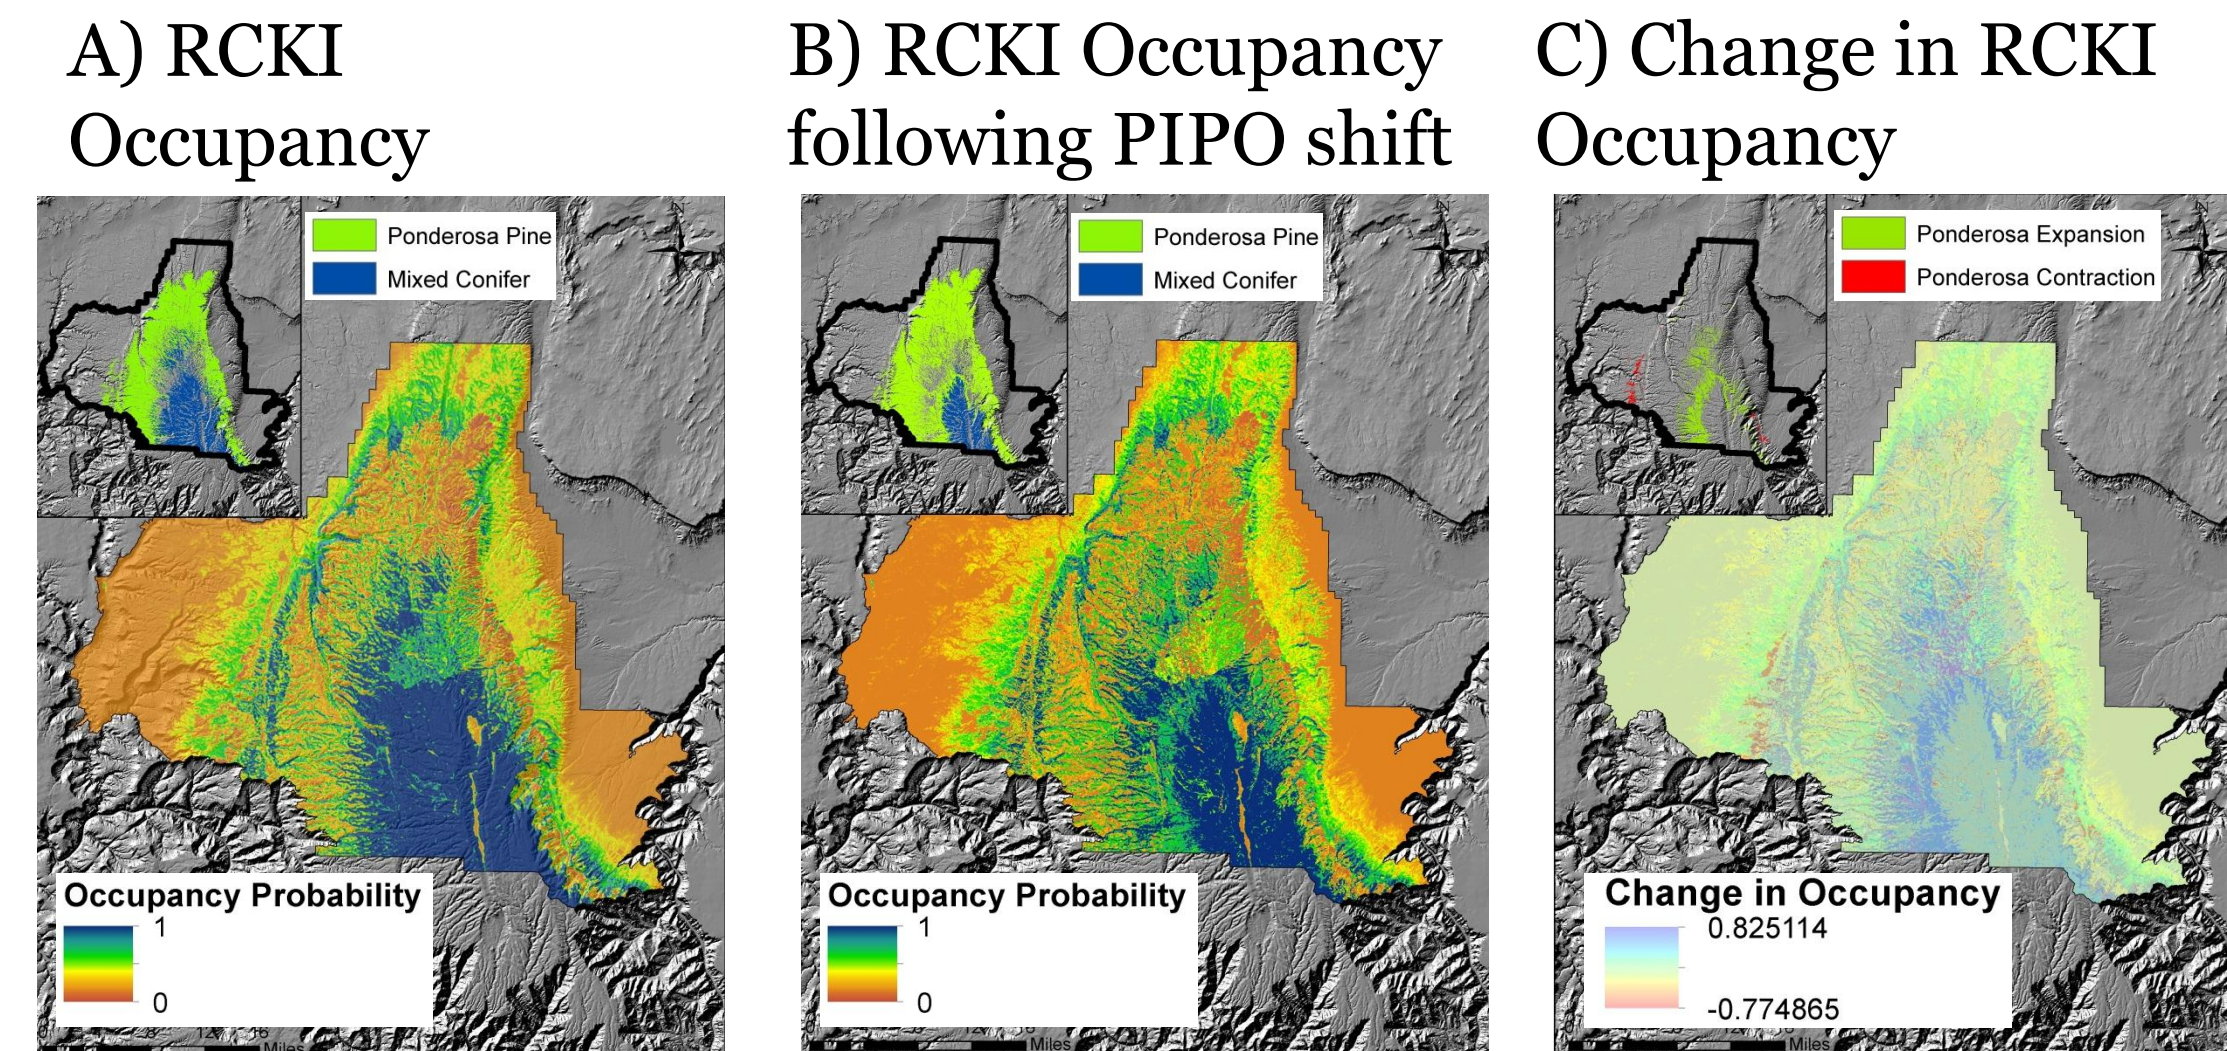 A) RCKI
Occupancy
Ponderosa Pine
Mixed Conifer
Occupancy Probability
1
0
Miles
B) RCKI Occupancy
following PIPO shift
Ponderosa Pine
Mixed Conifer
Occupancy Probability
1
0
Miles
C) Change in RCKI
Occupancy
Ponderosa Expansion
Ponderosa Contraction
Change in Occupancy
0.825114
-0.774865
Miles